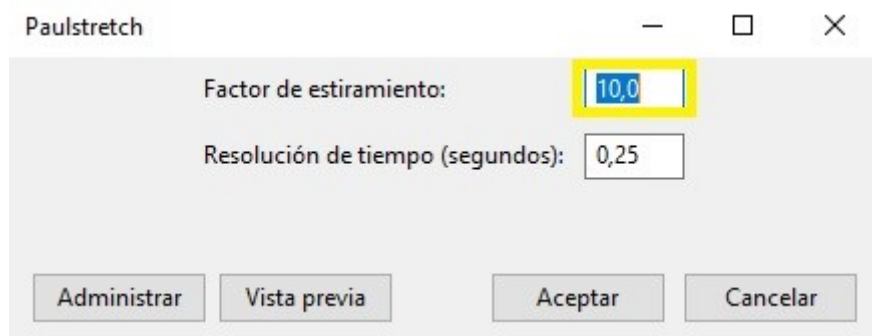 Paulstretch
Factor de estiramiento: 10,0
Resolución de tiempo (segundos): 0,25
Administrar Vista previa Aceptar Cancelar